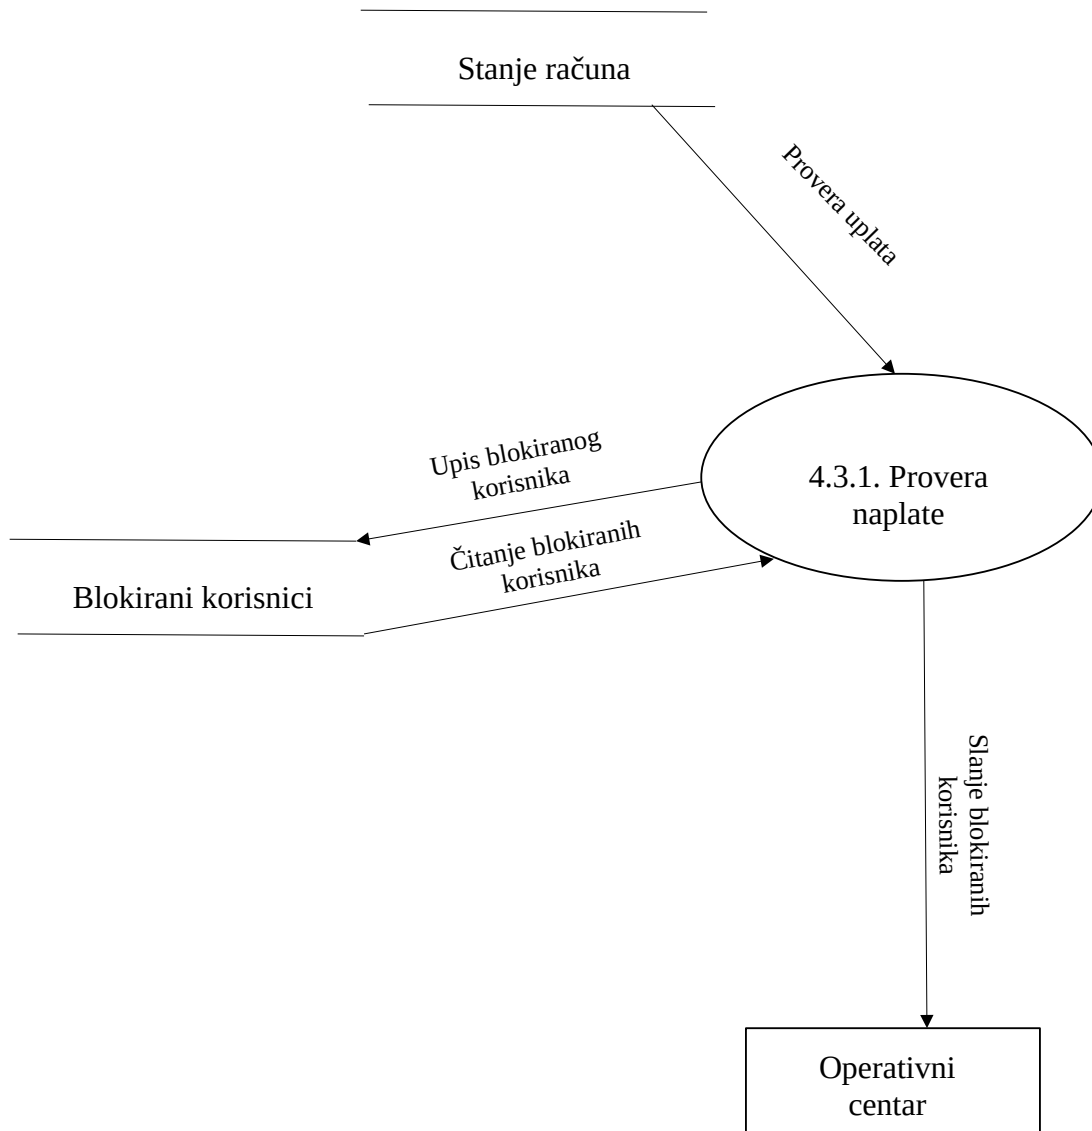 Stanje računa
Provera uplata
Upis blokiranog
korisnika
4.3.1. Provera
naplate
Čitanje blokiranih
korisnika
Blokirani korisnici
Slanje blokiranih
korisnika
Operativni
centar